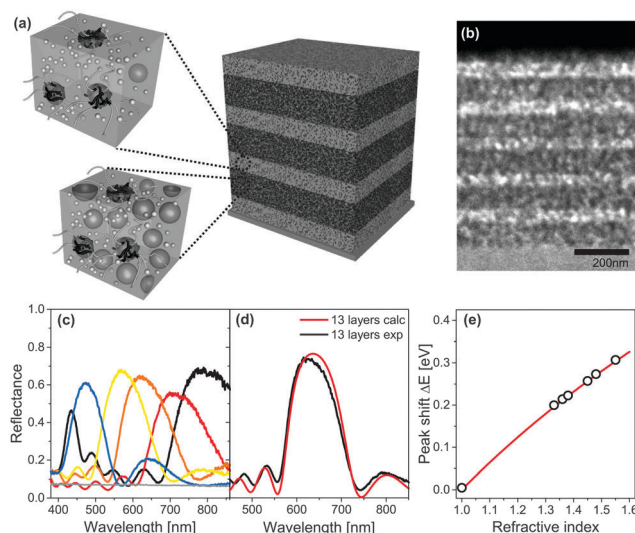 (a)
(b)
200nm
(c)
(d)
13 layers calc
13 layers exp
(e)
1.0
0.8
0.6
0.4
0.2
0.0
Reflectance
400 500 600 700 800
Wavelength [nm]
500 600 700 800
Wavelength [nm]
0.4
0.3
0.2
0.1
0.0
Peak shift ΔE [eV]
1.0 1.1 1.2 1.3 1.4 1.5 1.6
Refractive index